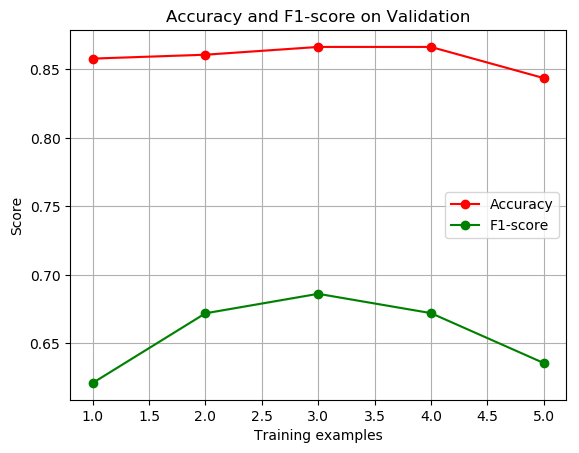 Accuracy and F1-score on Validation
0.85
0.80
0.75
0.70
0.65
Score
Accuracy
F1-score
1.0 1.5 2.0 2.5 3.0 3.5 4.0 4.5 5.0
Training examples